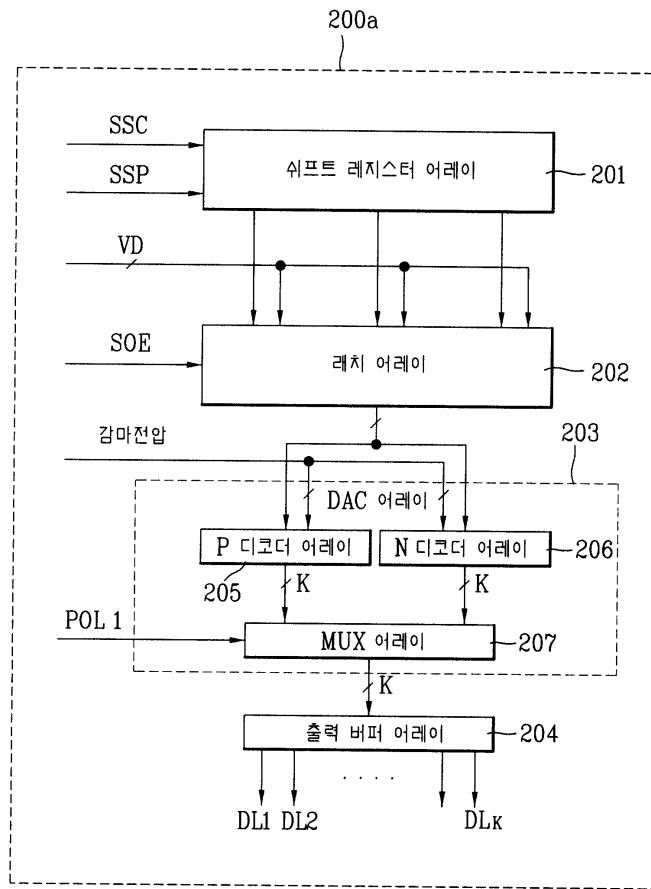 200a
SSC
쉬프트 레지스터 어레이
201
SSP
VD
SOE
래치 어레이
202
감마전압
203
DAC 어레이
P 디코더 어레이
N 디코더 어레이
206
205
K
K
POL 1
MUX 어레이
207
K
출력 버퍼 어레이
204
. . . .
DL1 DL2 DLK